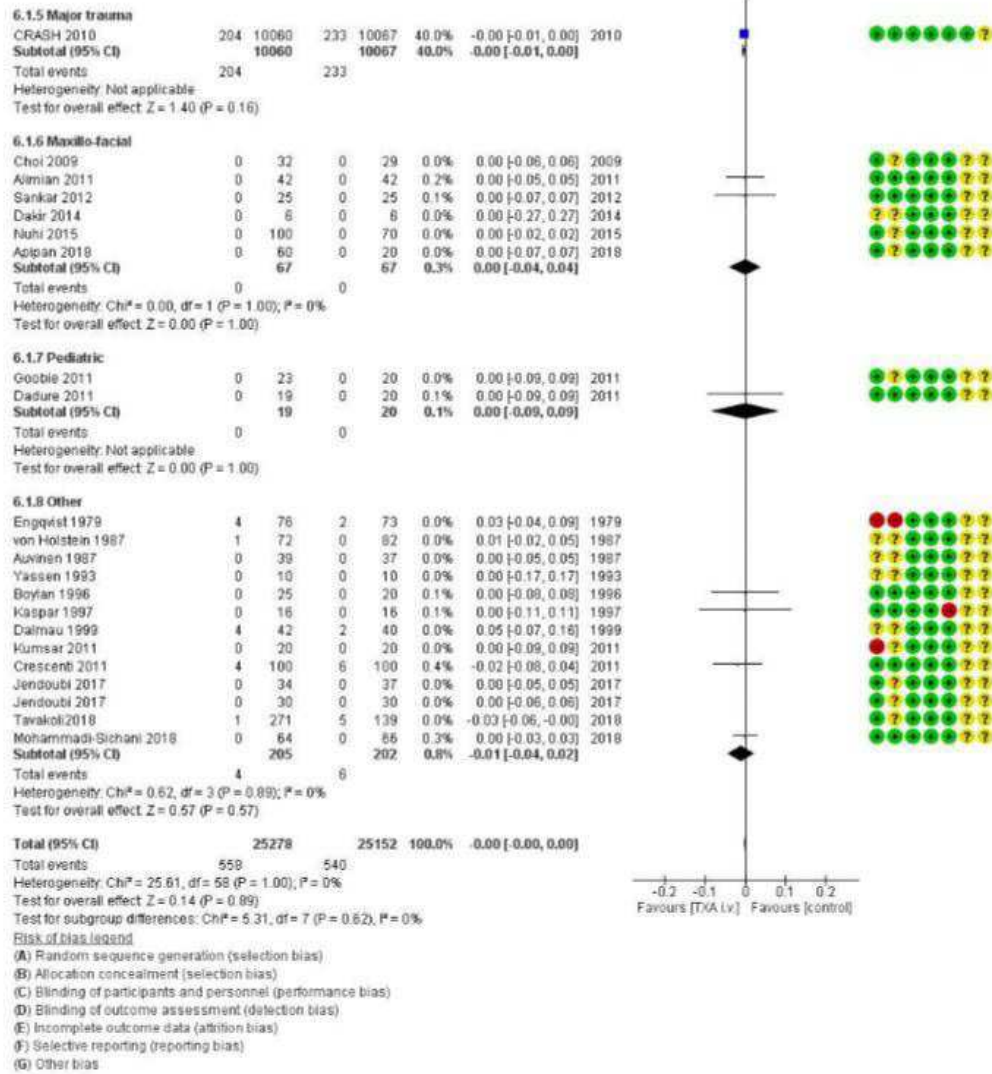 6.1.5 Major trauma
CRASH 2010 204 10060 233 10067 40.0% -0.00 [-0.01, 0.00] 2010
Subtotal (95% CI) 10060 10067 40.0% -0.00 [-0.01, 0.00]
Total events 204 233
Heterogeneity: Not applicable
Test for overall effect: Z = 1.40 (P = 0.16)
6.1.6 Maxillo-facial
Choi 2009 0 32 0 29 0.0% 0.00 [-0.06, 0.06] 2009
Alimian 2011 0 42 0 42 0.2% 0.00 [-0.05, 0.05] 2011
Sankar 2012 0 25 0 25 0.1% 0.00 [-0.07, 0.07] 2012
Dakir 2014 0 6 0 6 0.0% 0.00 [-0.27, 0.27] 2014
Nuhi 2015 0 100 0 70 0.0% 0.00 [-0.02, 0.02] 2015
Apipan 2018 0 60 0 20 0.0% 0.00 [-0.07, 0.07] 2018
Subtotal (95% CI) 67 67 0.3% 0.00 [-0.04, 0.04]
Total events 0 0
Heterogeneity: Chi² = 0.00, df = 1 (P = 1.00); I² = 0%
Test for overall effect: Z = 0.00 (P = 1.00)
6.1.7 Pediatric
Goobie 2011 0 23 0 20 0.0% 0.00 [-0.09, 0.09] 2011
Dadure 2011 0 19 0 20 0.1% 0.00 [-0.09, 0.09] 2011
Subtotal (95% CI) 19 20 0.1% 0.00 [-0.09, 0.09]
Total events 0 0
Heterogeneity: Not applicable
Test for overall effect: Z = 0.00 (P = 1.00)
6.1.8 Other
Engqvist 1979 4 76 2 73 0.0% 0.03 [-0.04, 0.09] 1979
von Holstein 1987 1 72 0 82 0.0% 0.01 [-0.02, 0.05] 1987
Auvinen 1987 0 39 0 37 0.0% 0.00 [-0.05, 0.05] 1987
Yassen 1993 0 10 0 10 0.0% 0.00 [-0.17, 0.17] 1993
Boylan 1996 0 25 0 20 0.1% 0.00 [-0.08, 0.08] 1996
Kaspar 1997 0 16 0 16 0.1% 0.00 [-0.11, 0.11] 1997
Dalmau 1999 4 42 2 40 0.0% 0.05 [-0.07, 0.16] 1999
Kumsar 2011 0 20 0 20 0.0% 0.00 [-0.09, 0.09] 2011
Crescenti 2011 4 100 6 100 0.4% -0.02 [-0.08, 0.04] 2011
Jendoubi 2017 0 34 0 37 0.0% 0.00 [-0.05, 0.05] 2017
Jendoubi 2017 0 30 0 30 0.0% 0.00 [-0.06, 0.06] 2017
Tavakoli2018 1 271 5 139 0.0% -0.03 [-0.06, -0.00] 2018
Mohammadi-Sichani 2018 0 64 0 66 0.3% 0.00 [-0.03, 0.03] 2018
Subtotal (95% CI) 205 202 0.8% -0.01 [-0.04, 0.02]
Total events 4 6
Heterogeneity: Chi² = 0.62, df = 3 (P = 0.89); I² = 0%
Test for overall effect: Z = 0.57 (P = 0.57)
Total (95% CI) 25278 25152 100.0% -0.00 [-0.00, 0.00]
Total events 558 540
Heterogeneity: Chi² = 25.61, df = 58 (P = 1.00); I² = 0%
Test for overall effect: Z = 0.14 (P = 0.89)
Test for subgroup differences: Chi² = 5.31, df = 7 (P = 0.62), I² = 0%
-0.2 -0.1 0 0.1 0.2
Favours [TXA i.v.] Favours [control]
Risk of bias legend
(A) Random sequence generation (selection bias)
(B) Allocation concealment (selection bias)
(C) Blinding of participants and personnel (performance bias)
(D) Blinding of outcome assessment (detection bias)
(E) Incomplete outcome data (attrition bias)
(F) Selective reporting (reporting bias)
(G) Other bias